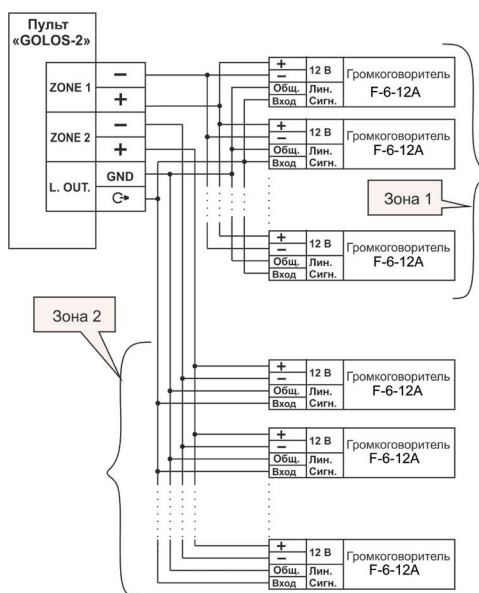 Пульт
«GOLOS-2»
ZONE 1
−
+
ZONE 2
−
+
L. OUT.
GND
+
−
12 В
Общ. Лин.
Вход Сигн.
Громкоговоритель
F-6-12A
+
−
12 В
Общ. Лин.
Вход Сигн.
Громкоговоритель
F-6-12A
Зона 1
+
−
12 В
Общ. Лин.
Вход Сигн.
Громкоговоритель
F-6-12A
Зона 2
+
−
12 В
Общ. Лин.
Вход Сигн.
Громкоговоритель
F-6-12A
+
−
12 В
Общ. Лин.
Вход Сигн.
Громкоговоритель
F-6-12A
+
−
12 В
Общ. Лин.
Вход Сигн.
Громкоговоритель
F-6-12A